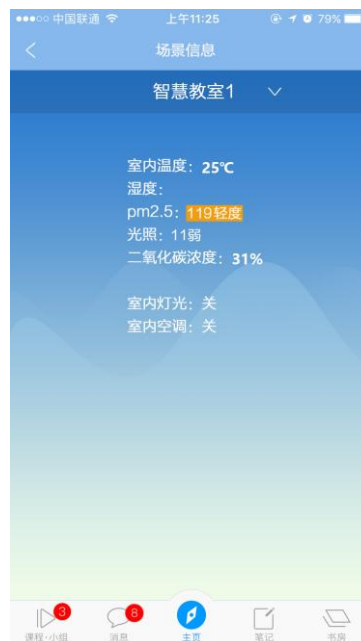 中国联通 上午11:25 79%
场景信息
智慧教室1
室内温度：25℃
湿度：
pm2.5：119轻度
光照：11弱
二氧化碳浓度：31%
室内灯光：关
室内空调：关
3 8
课程·小组 消息 主页 笔记 书房